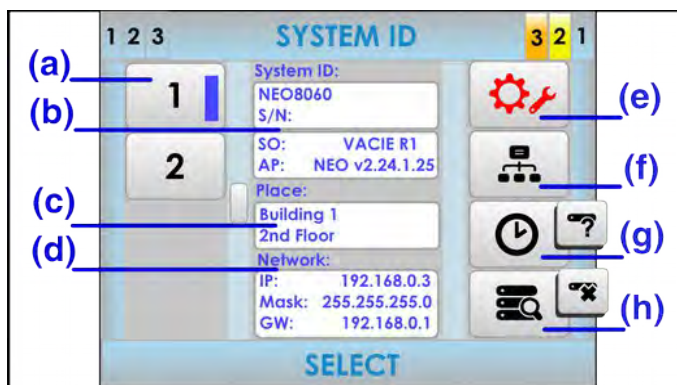 1 2 3 SYSTEM ID 3 2 1
(a)
1
(b)
2
(c)
(d)
System ID:
NEO8060
S/N:
SO: VACIE R1
AP: NEO v2.24.1.25
Place:
Building 1
2nd Floor
Network:
IP: 192.168.0.3
Mask: 255.255.255.0
GW: 192.168.0.1
(e)
(f)
?
(g)
(h)
SELECT